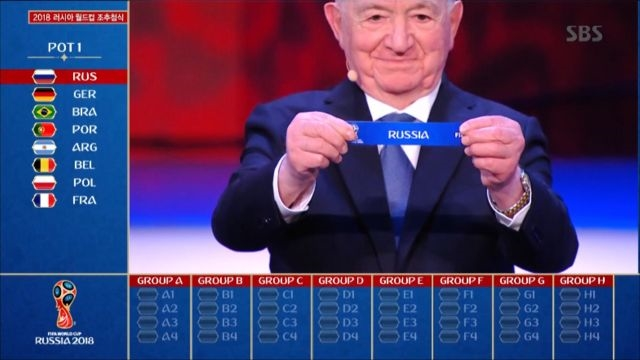 2018 러시아 월드컵 조추첨식
SBS
POT 1
RUS
GER
BRA
POR
ARG
BEL
POL
FRA
RUSSIA
FIFA WORLD CUP
RUSSIA 2018
GROUP A GROUP B GROUP C GROUP D GROUP E GROUP F GROUP G GROUP H
A1 B1 C1 D1 E1 F1 G1 H1
A2 B2 C2 D2 E2 F2 G2 H2
A3 B3 C3 D3 E3 F3 G3 H3
A4 B4 C4 D4 E4 F4 G4 H4